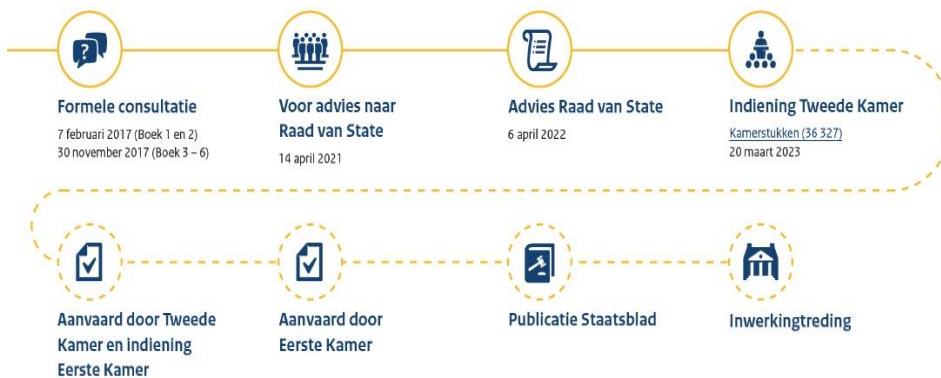 Formele consultatie
7 februari 2017 (Boek 1 en 2)
30 november 2017 (Boek 3 – 6)
Voor advies naar
Raad van State
14 april 2021
Advies Raad van State
6 april 2022
Indiening Tweede Kamer
Kamerstukken (36 327)
20 maart 2023
Aanvaard door Tweede
Kamer en indiening
Eerste Kamer
Aanvaard door
Eerste Kamer
Publicatie Staatsblad
Inwerkingtreding